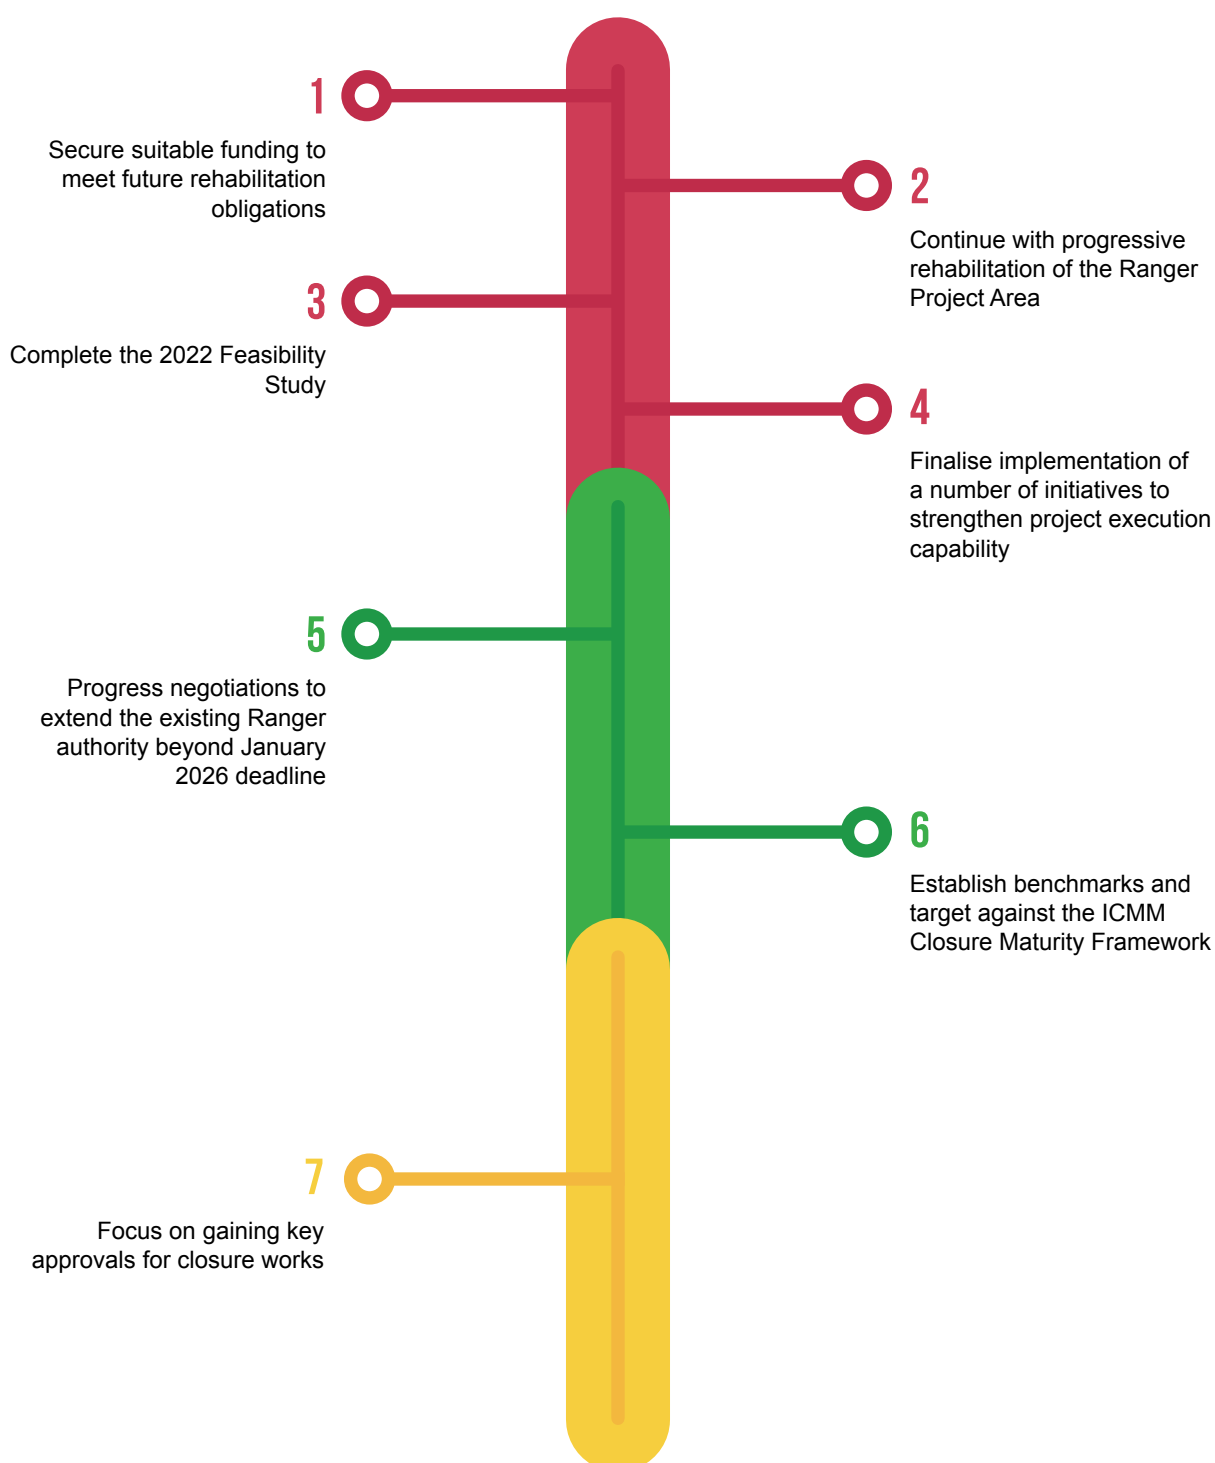 1
Secure suitable funding to
meet future rehabilitation
obligations
2
Continue with progressive
rehabilitation of the Ranger
Project Area
3
Complete the 2022 Feasibility
Study
4
Finalise implementation of
a number of initiatives to
strengthen project execution
capability
5
Progress negotiations to
extend the existing Ranger
authority beyond January
2026 deadline
6
Establish benchmarks and
target against the ICMM
Closure Maturity Framework
7
Focus on gaining key
approvals for closure works